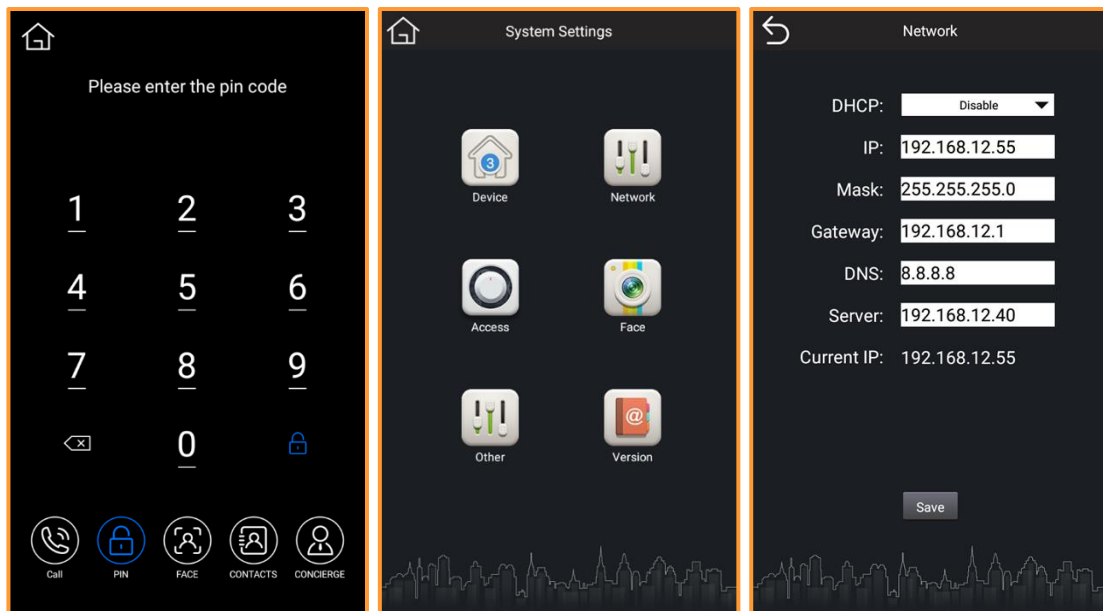 Please enter the pin code
1 2 3
4 5 6
7 8 9
0
Call PIN FACE CONTACTS CONCIERGE
System Settings
3
Device Network
Access Face
@
Other Version
Network
DHCP: Disable
IP: 192.168.12.55
Mask: 255.255.255.0
Gateway: 192.168.12.1
DNS: 8.8.8.8
Server: 192.168.12.40
Current IP: 192.168.12.55
Save